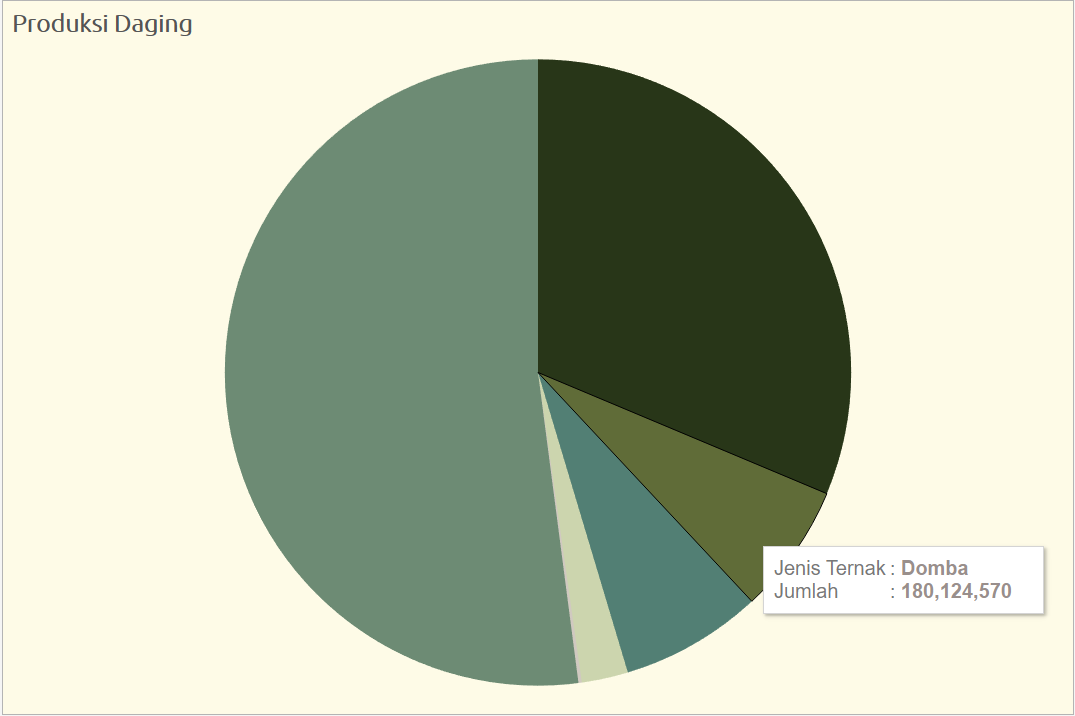 Produksi Daging
Jenis Ternak : Domba
Jumlah : 180,124,570